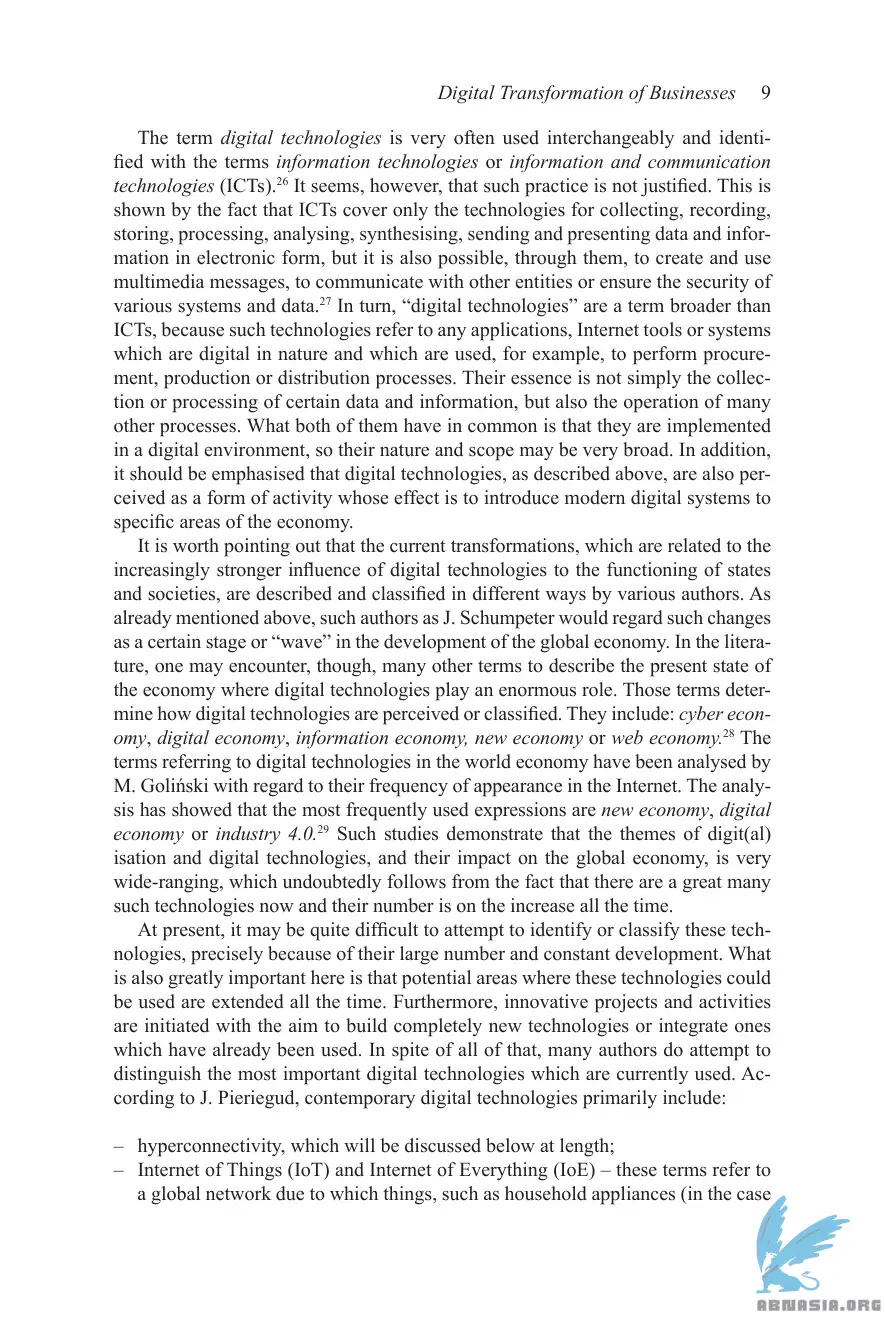 Digital Transformation of Businesses 9
The term digital technologies is very often used interchangeably and identi-
fied with the terms information technologies or information and communication
technologies (ICTs).26 It seems, however, that such practice is not justified. This is
shown by the fact that ICTs cover only the technologies for collecting, recording,
storing, processing, analysing, synthesising, sending and presenting data and infor-
mation in electronic form, but it is also possible, through them, to create and use
multimedia messages, to communicate with other entities or ensure the security of
various systems and data.27 In turn, “digital technologies” are a term broader than
ICTs, because such technologies refer to any applications, Internet tools or systems
which are digital in nature and which are used, for example, to perform procure-
ment, production or distribution processes. Their essence is not simply the collec-
tion or processing of certain data and information, but also the operation of many
other processes. What both of them have in common is that they are implemented
in a digital environment, so their nature and scope may be very broad. In addition,
it should be emphasised that digital technologies, as described above, are also per-
ceived as a form of activity whose effect is to introduce modern digital systems to
specific areas of the economy.
It is worth pointing out that the current transformations, which are related to the
increasingly stronger influence of digital technologies to the functioning of states
and societies, are described and classified in different ways by various authors. As
already mentioned above, such authors as J. Schumpeter would regard such changes
as a certain stage or “wave” in the development of the global economy. In the litera-
ture, one may encounter, though, many other terms to describe the present state of
the economy where digital technologies play an enormous role. Those terms deter-
mine how digital technologies are perceived or classified. They include: cyber econ-
omy, digital economy, information economy, new economy or web economy.28 The
terms referring to digital technologies in the world economy have been analysed by
M. Goliński with regard to their frequency of appearance in the Internet. The analy-
sis has showed that the most frequently used expressions are new economy, digital
economy or industry 4.0.29 Such studies demonstrate that the themes of digit(al)
isation and digital technologies, and their impact on the global economy, is very
wide-ranging, which undoubtedly follows from the fact that there are a great many
such technologies now and their number is on the increase all the time.
At present, it may be quite difficult to attempt to identify or classify these tech-
nologies, precisely because of their large number and constant development. What
is also greatly important here is that potential areas where these technologies could
be used are extended all the time. Furthermore, innovative projects and activities
are initiated with the aim to build completely new technologies or integrate ones
which have already been used. In spite of all of that, many authors do attempt to
distinguish the most important digital technologies which are currently used. Ac-
cording to J. Pieriegud, contemporary digital technologies primarily include:
– hyperconnectivity, which will be discussed below at length;
– Internet of Things (IoT) and Internet of Everything (IoE) – these terms refer to
a global network due to which things, such as household appliances (in the case
ABNASIA.ORG